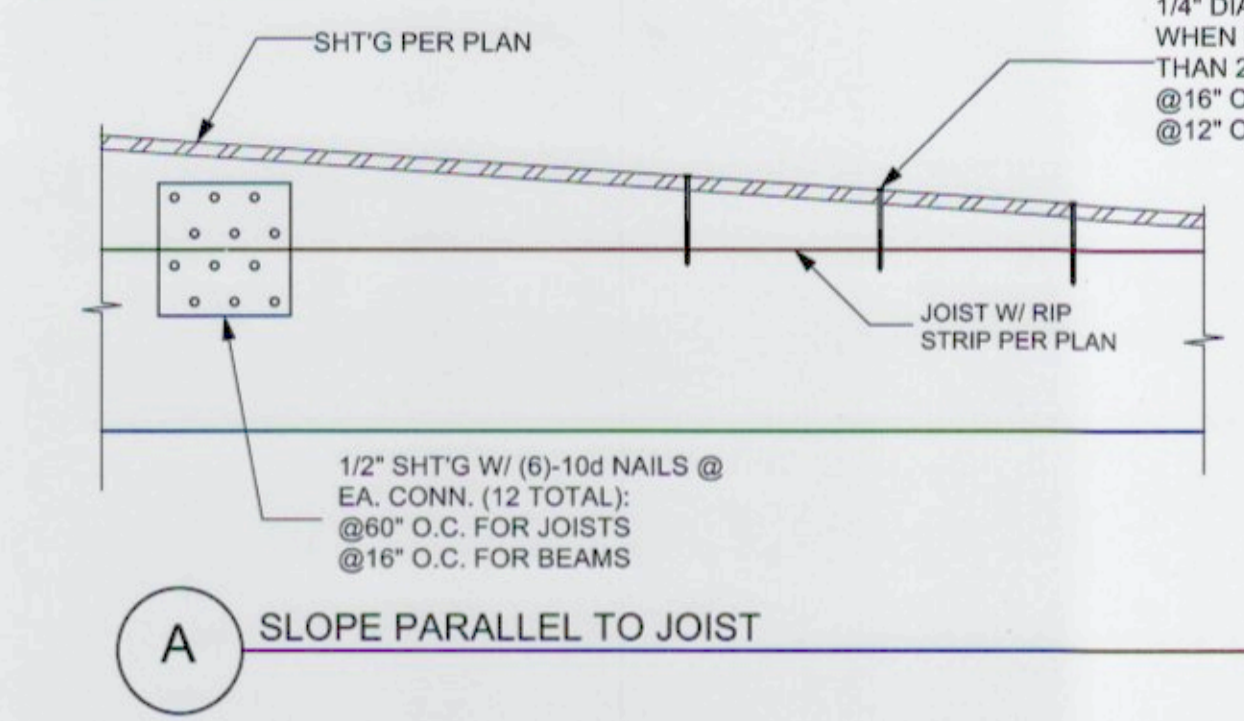 SHT'G PER PLAN
1/4" DIA
WHEN
THAN 2
@16" O
@12" O
JOIST W/ RIP
STRIP PER PLAN
1/2" SHT'G W/ (6)-10d NAILS @
EA. CONN. (12 TOTAL):
@60" O.C. FOR JOISTS
@16" O.C. FOR BEAMS
A
SLOPE PARALLEL TO JOIST